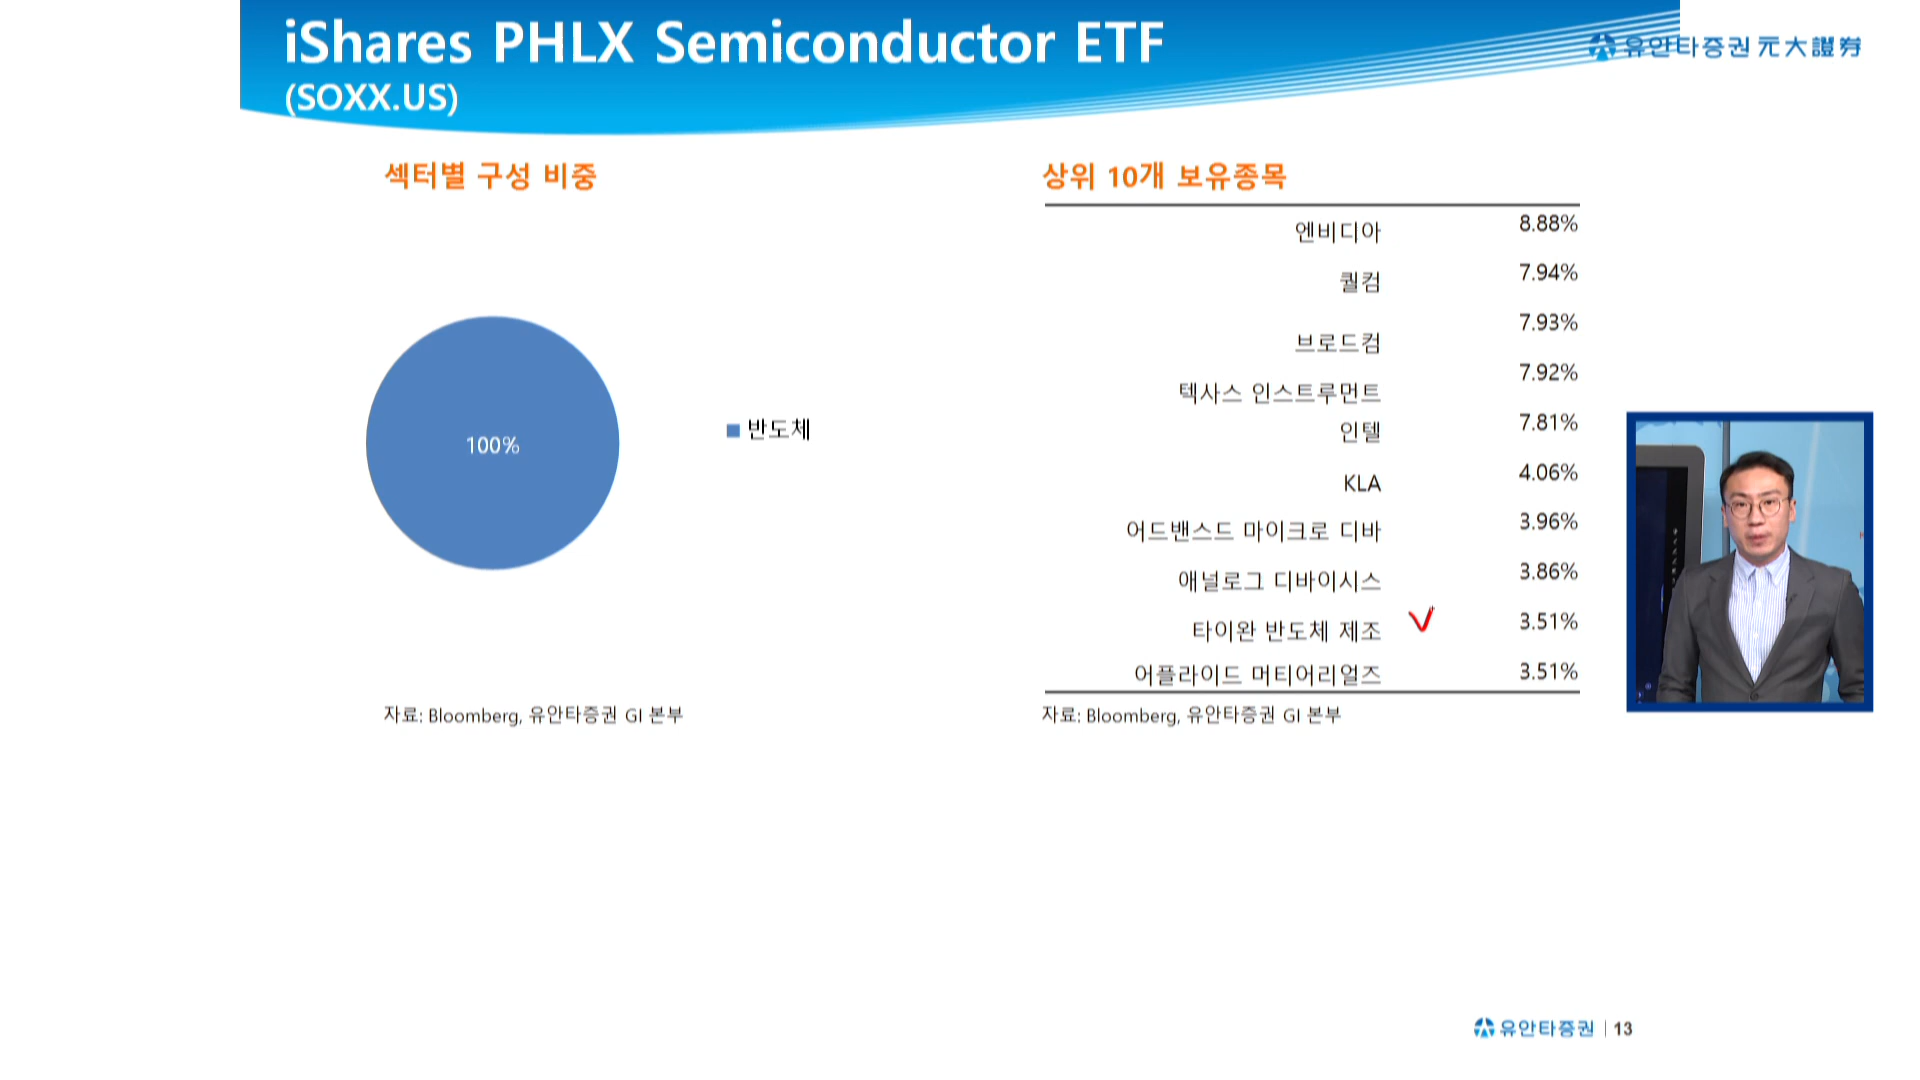 iShares PHLX Semiconductor ETF
(SOXX.US)
유안타증권 元大證券
섹터별 구성 비중
100%
반도체
자료: Bloomberg, 유안타증권 GI 본부
상위 10개 보유종목
엔비디아 8.88%
퀄컴 7.94%
브로드컴 7.93%
텍사스 인스트루먼트 7.92%
인텔 7.81%
KLA 4.06%
어드밴스드 마이크로 디바 3.96%
애널로그 디바이시스 3.86%
타이완 반도체 제조 3.51%
어플라이드 머티어리얼즈 3.51%
자료: Bloomberg, 유안타증권 GI 본부
유안타증권 13